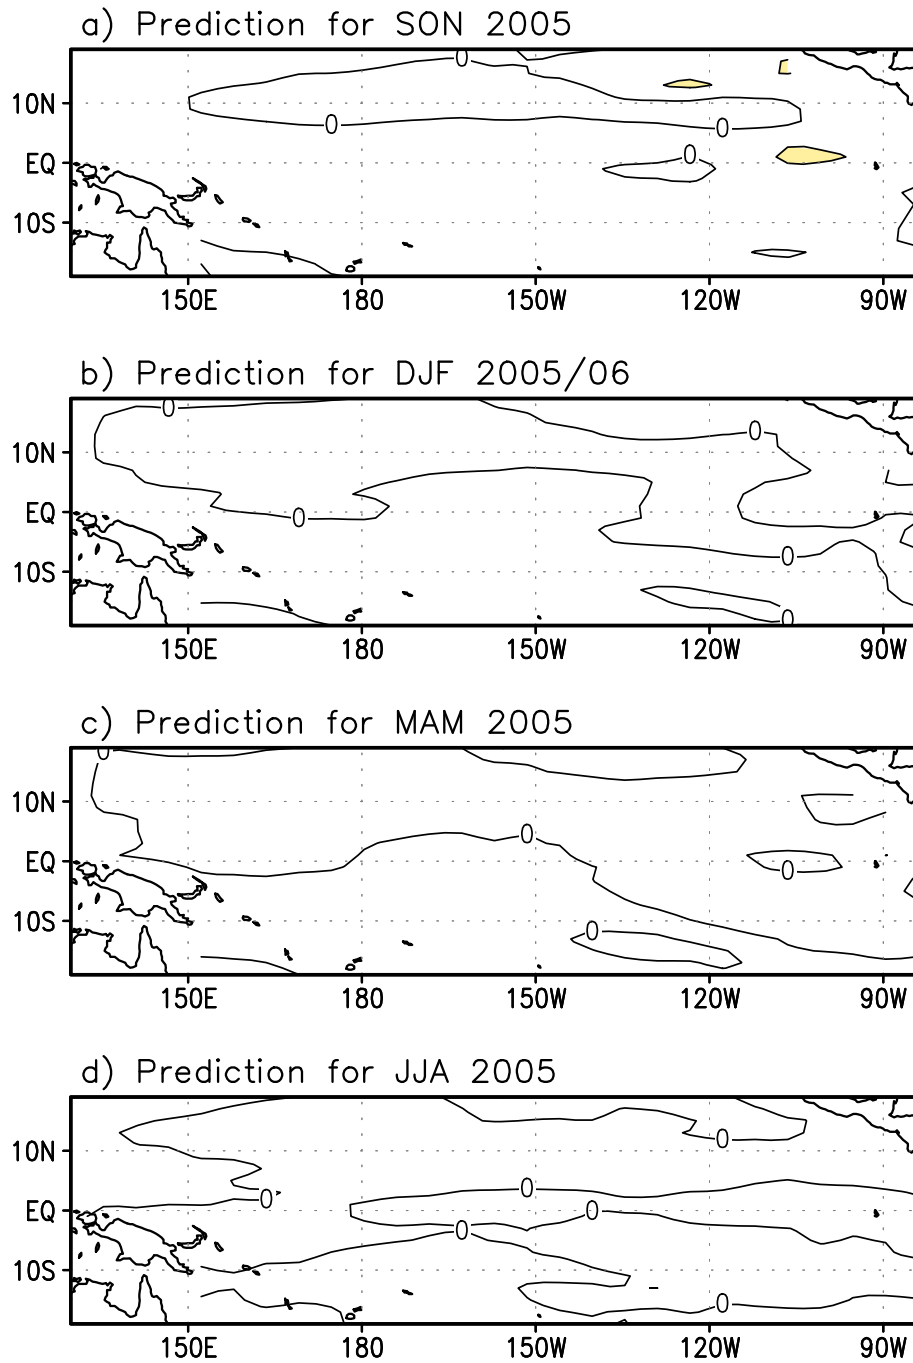 a) Prediction for SON 2005
0
10N
0
0
0
EQ
10S
150E 180 150W 120W 90W
b) Prediction for DJF 2005/06
0
0
10N
EQ
0
0
10S
0
150E 180 150W 120W 90W
c) Prediction for MAM 2005
0
10N
0
EQ
0
10S
0
150E 180 150W 120W 90W
d) Prediction for JJA 2005
0
10N
0
0
EQ
0
0
10S
0
150E 180 150W 120W 90W